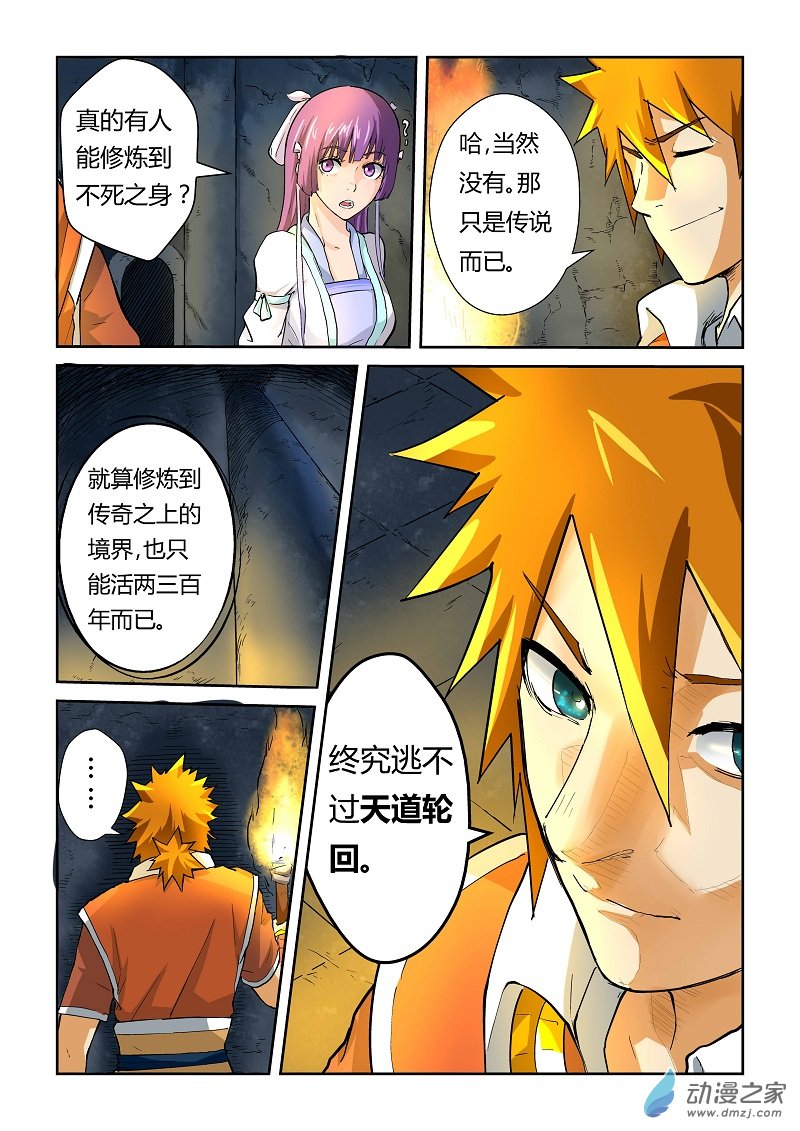 真的有人
能修炼到
不死之身？
？
哈，当然
没有。那
只是传说
而已。
就算修炼到
传奇之上的
境界，也只
能活两三百
年而已。
终究逃不
过天道轮
回。
……
动漫之家
www.dmzj.com